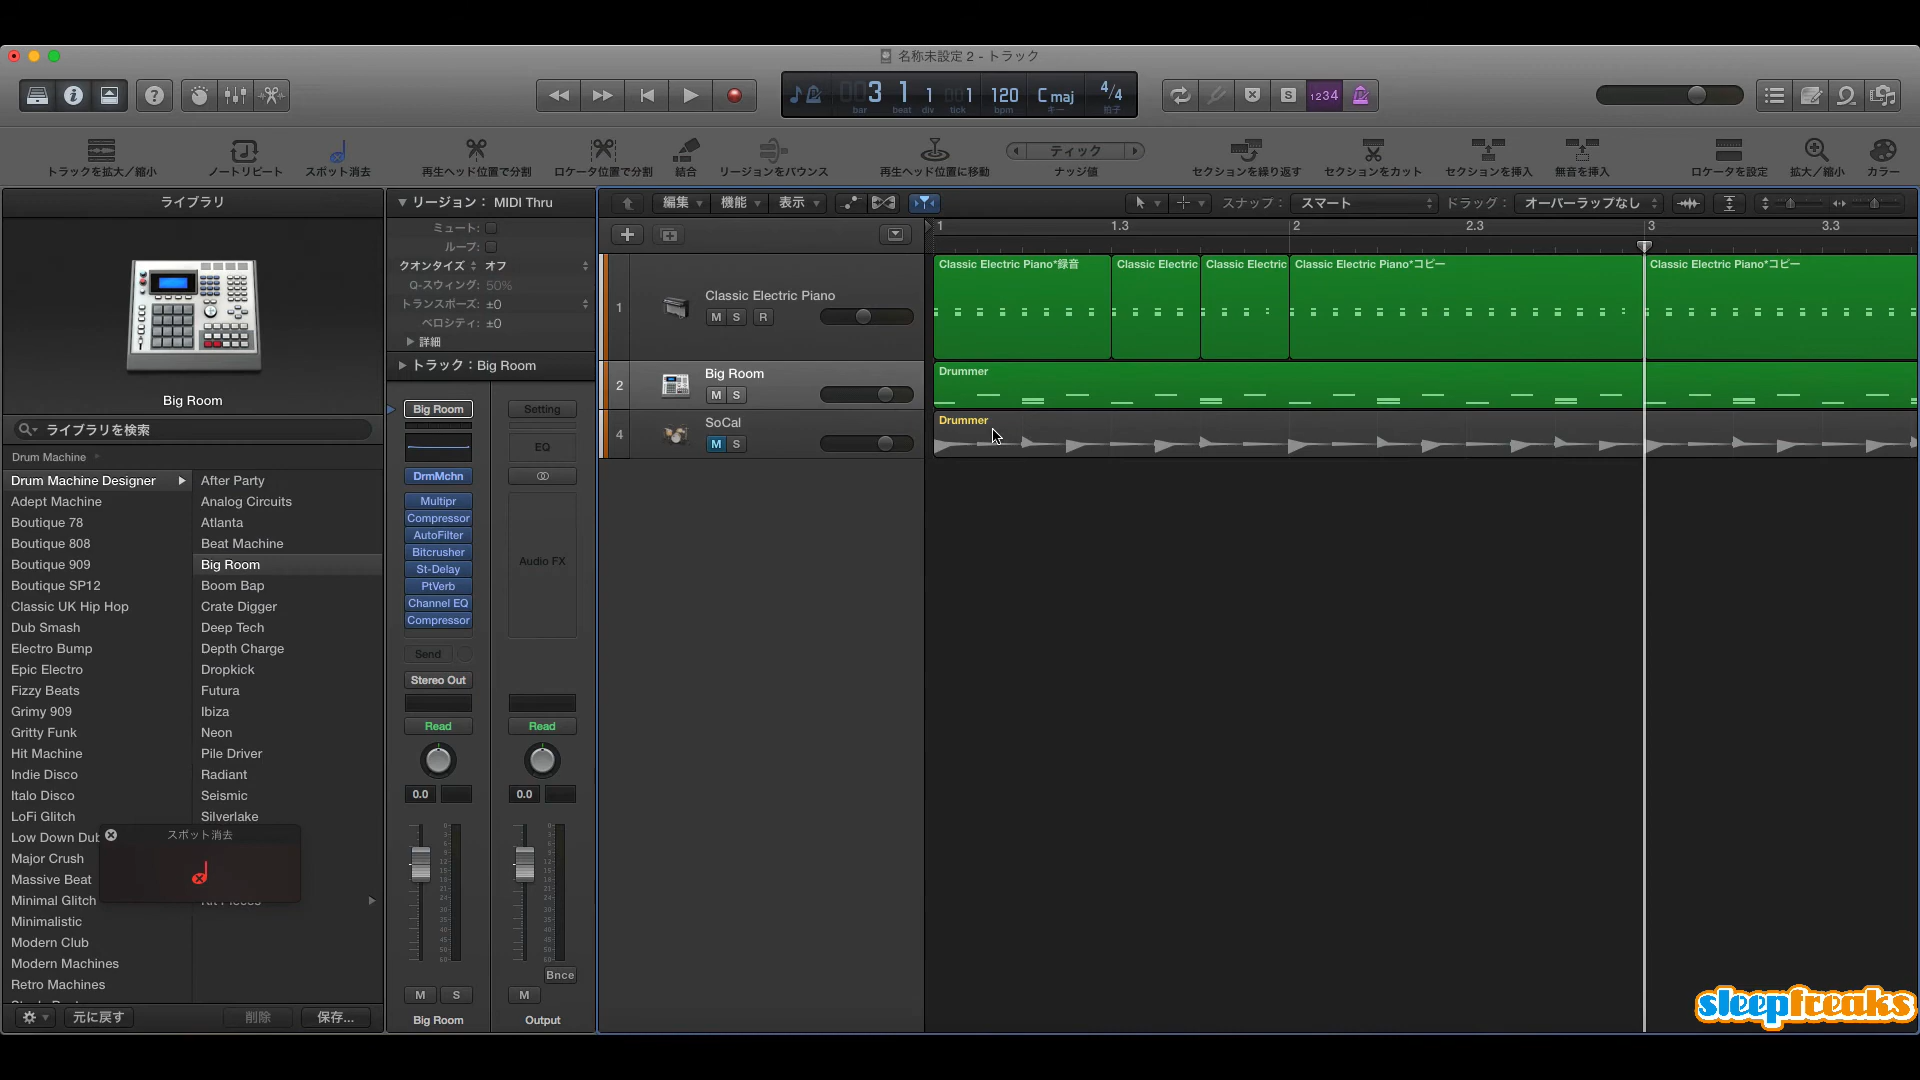 名称未設定 2 - トラック
003 1 1 001 120 C maj 4/4
bar beat div tick bpm キー 拍子
1234
トラックを拡大／縮小 ノートリピート スポット消去 再生ヘッド位置で分割 ロケータ位置で分割 結合 リージョンをバウンス 再生ヘッド位置に移動 ティック ナッジ値 セクションを繰り返す セクションをカット セクションを挿入 無音を挿入 ロケータを設定 拡大／縮小 カラー
ライブラリ
Big Room
ライブラリを検索
Drum Machine
Drum Machine Designer
Adept Machine
Boutique 78
Boutique 808
Boutique 909
Boutique SP12
Classic UK Hip Hop
Dub Smash
Electro Bump
Epic Electro
Fizzy Beats
Grimy 909
Gritty Funk
Hit Machine
Indie Disco
Italo Disco
LoFi Glitch
Low Down Dub
Major Crush
Massive Beat
Minimal Glitch
Minimalistic
Modern Club
Modern Machines
Retro Machines
After Party
Analog Circuits
Atlanta
Beat Machine
Big Room
Boom Bap
Crate Digger
Deep Tech
Depth Charge
Dropkick
Futura
Ibiza
Neon
Pile Driver
Radiant
Seismic
Silverlake
スポット消去
元に戻す 削除 保存...
リージョン： MIDI Thru
ミュート：
ループ：
クオンタイズ オフ
Q-スウィング: 50%
トランスポーズ: ±0
ベロシティ: ±0
詳細
トラック：Big Room
Big Room
DrmMchn
Multipr
Compressor
AutoFilter
Bitcrusher
St-Delay
PtVerb
Channel EQ
Compressor
Send
Stereo Out
Read
0.0
M S
Big Room
Setting
EQ
Audio FX
Read
0.0
Bnce
M
Output
編集 機能 表示 スナップ： スマート ドラッグ： オーバーラップなし
1 1.3 2 2.3 3 3.3
1 Classic Electric Piano
M S R
2 Big Room
M S
4 SoCal
M S
Classic Electric Piano*録音 Classic Electric Classic Electric Classic Electric Piano*コピー Classic Electric Piano*コピー
Drummer
Drummer
sleepfreaks